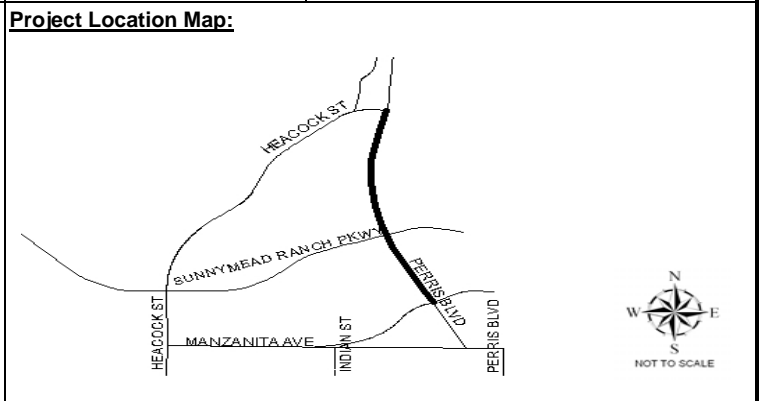 Project Location Map:
HEACOCK ST
SUNNYMEAD RANCH PKWY
PERRIS BLVD
HEACOCK ST
MANZANITA AVE
INDIAN ST
PERRIS BLVD
N
W
E
S
NOT TO SCALE